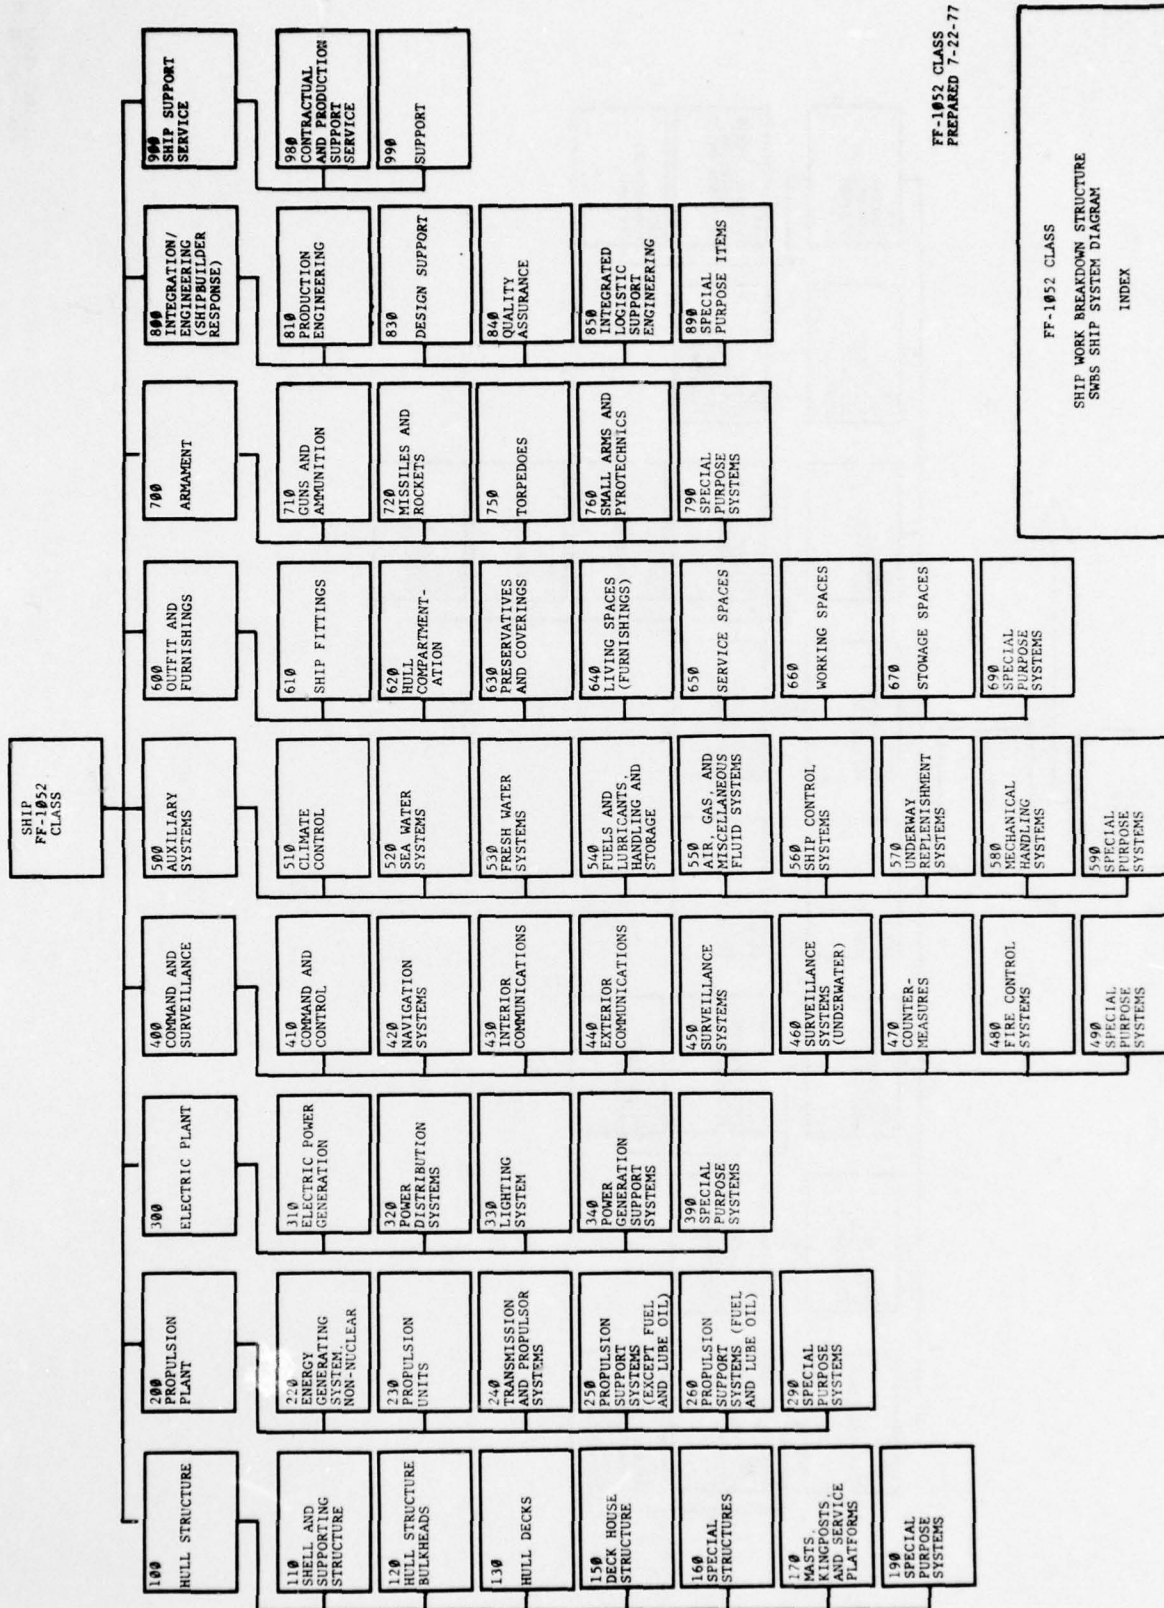 SHIP
FF-1052
CLASS
100
HULL STRUCTURE
110
SHELL AND
SUPPORTING
STRUCTURE
120
HULL STRUCTURE
BULKHEADS
130
HULL DECKS
150
DECK HOUSE
STRUCTURE
160
SPECIAL
STRUCTURES
170
MASTS,
KINGPOSTS,
AND SERVICE
PLATFORMS
190
SPECIAL
PURPOSE
SYSTEMS
200
PROPULSION
PLANT
220
ENERGY
GENERATING
SYSTEM,
NON-NUCLEAR
230
PROPULSION
UNITS
240
TRANSMISSION
AND PROPULSOR
SYSTEMS
250
PROPULSION
SUPPORT
SYSTEMS
(EXCEPT FUEL
AND LUBE OIL)
260
PROPULSION
SUPPORT
SYSTEMS (FUEL
AND LUBE OIL)
290
SPECIAL
PURPOSE
SYSTEMS
300
ELECTRIC PLANT
310
ELECTRIC POWER
GENERATION
320
POWER
DISTRIBUTION
SYSTEMS
330
LIGHTING
SYSTEM
340
POWER
GENERATION
SUPPORT
SYSTEMS
390
SPECIAL
PURPOSE
SYSTEMS
400
COMMAND AND
SURVEILLANCE
410
COMMAND AND
CONTROL
420
NAVIGATION
SYSTEMS
430
INTERIOR
COMMUNICATIONS
440
EXTERIOR
COMMUNICATIONS
450
SURVEILLANCE
SYSTEMS
460
SURVEILLANCE
SYSTEMS
(UNDERWATER)
470
COUNTER-
MEASURES
480
FIRE CONTROL
SYSTEMS
490
SPECIAL
PURPOSE
SYSTEMS
500
AUXILIARY
SYSTEMS
510
CLIMATE
CONTROL
520
SEA WATER
SYSTEMS
530
FRESH WATER
SYSTEMS
540
FUELS AND
LUBRICANTS,
HANDLING AND
STORAGE
550
AIR, GAS, AND
MISCELLANEOUS
FLUID SYSTEMS
560
SHIP CONTROL
SYSTEMS
570
UNDERWAY
REPLENISHMENT
SYSTEMS
580
MECHANICAL
HANDLING
SYSTEMS
590
SPECIAL
PURPOSE
SYSTEMS
600
OUTFIT AND
FURNISHINGS
610
SHIP FITTINGS
620
HULL
COMPARTMENT-
ATION
630
PRESERVATIVES
AND COVERINGS
640
LIVING SPACES
(FURNISHINGS)
650
SERVICE SPACES
660
WORKING SPACES
670
STOWAGE SPACES
690
SPECIAL
PURPOSE
SYSTEMS
700
ARMAMENT
710
GUNS AND
AMMUNITION
720
MISSILES AND
ROCKETS
750
TORPEDOES
760
SMALL ARMS AND
PYROTECHNICS
790
SPECIAL
PURPOSE
SYSTEMS
800
INTEGRATION/
ENGINEERING
(SHIPBUILDER
RESPONSE)
810
PRODUCTION
ENGINEERING
830
DESIGN SUPPORT
840
QUALITY
ASSURANCE
850
INTEGRATED
LOGISTIC
SUPPORT
ENGINEERING
890
SPECIAL
PURPOSE ITEMS
900
SHIP SUPPORT
SERVICE
980
CONTRACTUAL
AND PRODUCTION
SUPPORT
SERVICE
990
SUPPORT
FF-1052 CLASS
PREPARED 7-22-77
FF-1052 CLASS
SHIP WORK BREAKDOWN STRUCTURE
SWBS SHIP SYSTEM DIAGRAM
INDEX